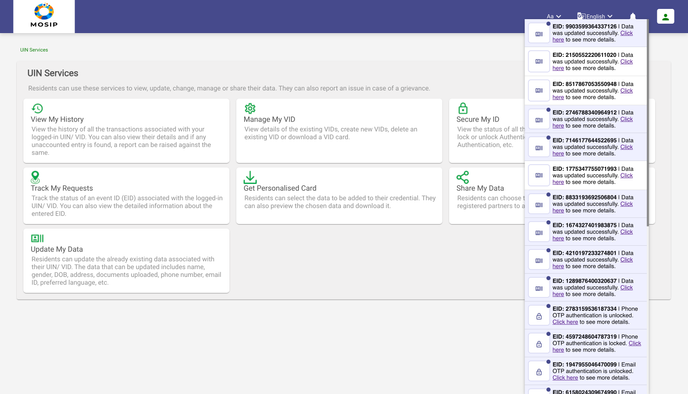 MOSIP
Aa
English
UIN Services
UIN Services
Residents can use these services to view, update, change, manage or share their data. They can also report an issue in case of a grievance.
View My History
View the history of all the transactions associated with your
logged-in UIN/ VID. You can also view their details and if any
unaccounted entry is found, a report can be raised against the
same.
Manage My VID
View details of the existing VIDs, create new VIDs, delete an
existing VID or download a VID card.
Secure My ID
View the status of all th
lock or unlock Authenti
Authentication, etc.
Track My Requests
Track the status of an event ID (EID) associated with the logged-in
UIN/ VID. You can also view the detailed information about the
entered EID.
Get Personalised Card
Residents can select the data to be added to their credential. They
can also preview the chosen data and download it.
Share My Data
Residents can choose t
registered partners to a
Update My Data
Residents can update the already existing data associated with
their UIN/ VID. The data that can be updated includes name,
gender, DOB, address, documents uploaded, phone number, email
ID, preferred language, etc.
EID: 9903599364337126 | Data
was updated successfully. Click
here to see more details.
EID: 2150552220611020 | Data
was updated successfully. Click
here to see more details.
EID: 8517867053550948 | Data
was updated successfully. Click
here to see more details.
EID: 2746788340964912 | Data
was updated successfully. Click
here to see more details.
EID: 7146177644522695 | Data
was updated successfully. Click
here to see more details.
EID: 1775347755071993 | Data
was updated successfully. Click
here to see more details.
EID: 8833193692506804 | Data
was updated successfully. Click
here to see more details.
EID: 1674327401983875 | Data
was updated successfully. Click
here to see more details.
EID: 4210197233274801 | Data
was updated successfully. Click
here to see more details.
EID: 1289876400320637 | Data
was updated successfully. Click
here to see more details.
EID: 2783159536187334 | Phone
OTP authentication is unlocked.
Click here to see more details.
EID: 4597248604787319 | Phone
OTP authentication is locked. Click
here to see more details.
EID: 1947955046470099 | Email
OTP authentication is unlocked.
Click here to see more details.
EID: 6158024309674990 | Email